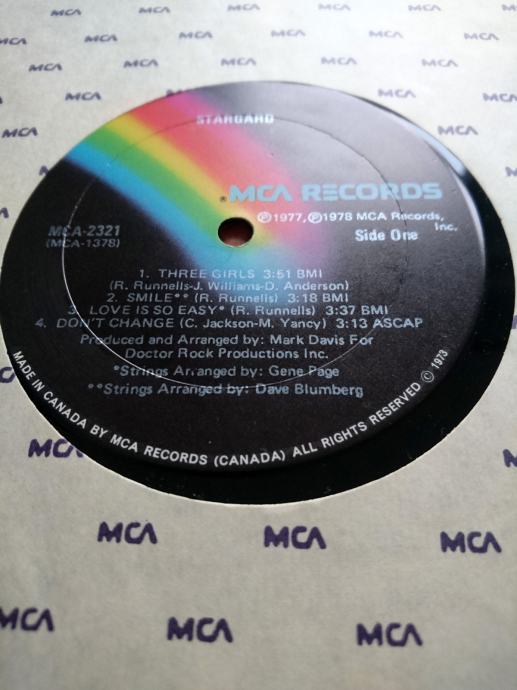 MCA MCA MCA MCA MCA
MCA MCA MCA MCA
MCA MCA
MCA MCA
MCA
MCA
STARGARD
MCA RECORDS
℗1977, ℗1978 MCA Records,
Inc.
MCA-2321
(MCA-1378)
Side One
1. THREE GIRLS 3:51 BMI
(R. Runnells-J. Williams-D. Anderson)
2. SMILE** (R. Runnells) 3:18 BMI
3. LOVE IS SO EASY* (R. Runnells) 3:37 BMI
4. DON'T CHANGE (C. Jackson-M. Yancy) 3:13 ASCAP
Produced and Arranged by: Mark Davis For
Doctor Rock Productions Inc.
*Strings Arranged by: Gene Page
**Strings Arranged by: Dave Blumberg
MADE IN CANADA BY MCA RECORDS (CANADA) ALL RIGHTS RESERVED © 1973
MCA
MCA MCA MCA
MCA MCA MCA